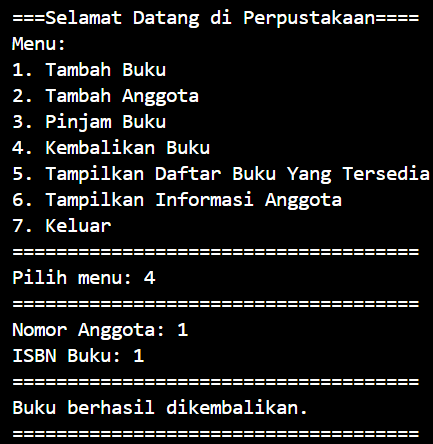 ===Selamat Datang di Perpustakaan====
Menu:
1. Tambah Buku
2. Tambah Anggota
3. Pinjam Buku
4. Kembalikan Buku
5. Tampilkan Daftar Buku Yang Tersedia
6. Tampilkan Informasi Anggota
7. Keluar
=====================================
Pilih menu: 4
=====================================
Nomor Anggota: 1
ISBN Buku: 1
=====================================
Buku berhasil dikembalikan.
=====================================